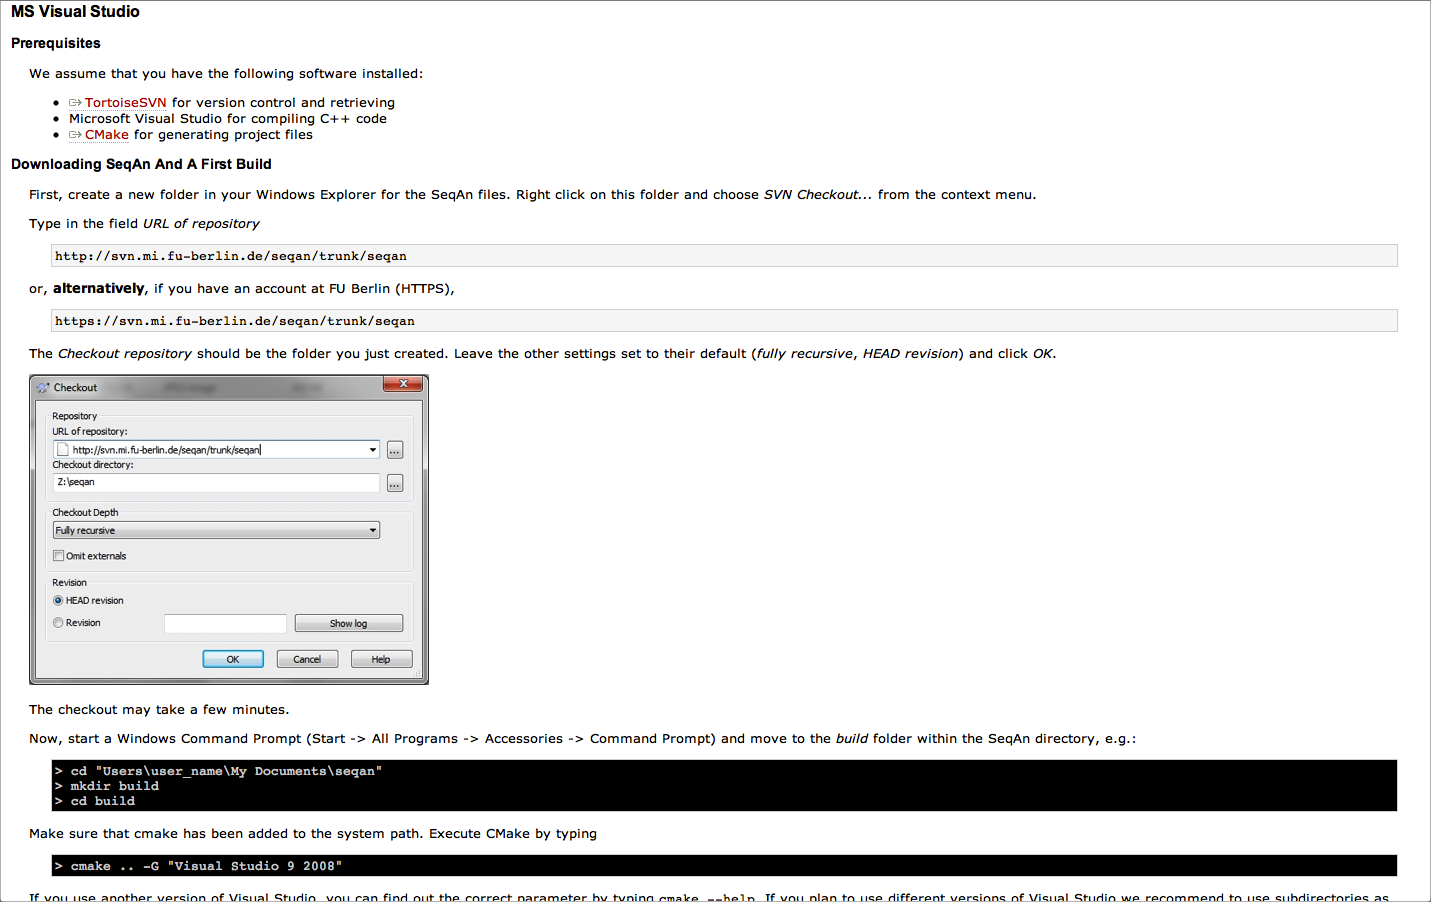 MS Visual Studio
Prerequisites
We assume that you have the following software installed:
TortoiseSVN for version control and retrieving
Microsoft Visual Studio for compiling C++ code
CMake for generating project files
Downloading SeqAn And A First Build
First, create a new folder in your Windows Explorer for the SeqAn files. Right click on this folder and choose SVN Checkout... from the context menu.
Type in the field URL of repository
http://svn.mi.fu-berlin.de/seqan/trunk/seqan
or, alternatively, if you have an account at FU Berlin (HTTPS),
https://svn.mi.fu-berlin.de/seqan/trunk/seqan
The Checkout repository should be the folder you just created. Leave the other settings set to their default (fully recursive, HEAD revision) and click OK.
Checkout
Repository
URL of repository:
http://svn.mi.fu-berlin.de/seqan/trunk/seqan
...
Checkout directory:
Z:\seqan
...
Checkout Depth
Fully recursive
Omit externals
Revision
HEAD revision
Revision
Show log
OK
Cancel
Help
The checkout may take a few minutes.
Now, start a Windows Command Prompt (Start -> All Programs -> Accessories -> Command Prompt) and move to the build folder within the SeqAn directory, e.g.:
> cd "Users\user_name\My Documents\seqan"
> mkdir build
> cd build
Make sure that cmake has been added to the system path. Execute CMake by typing
> cmake .. -G "Visual Studio 9 2008"
If you use another version of Visual Studio, you can find out the correct parameter by typing cmake --help. If you plan to use different versions of Visual Studio we recommend to use subdirectories as